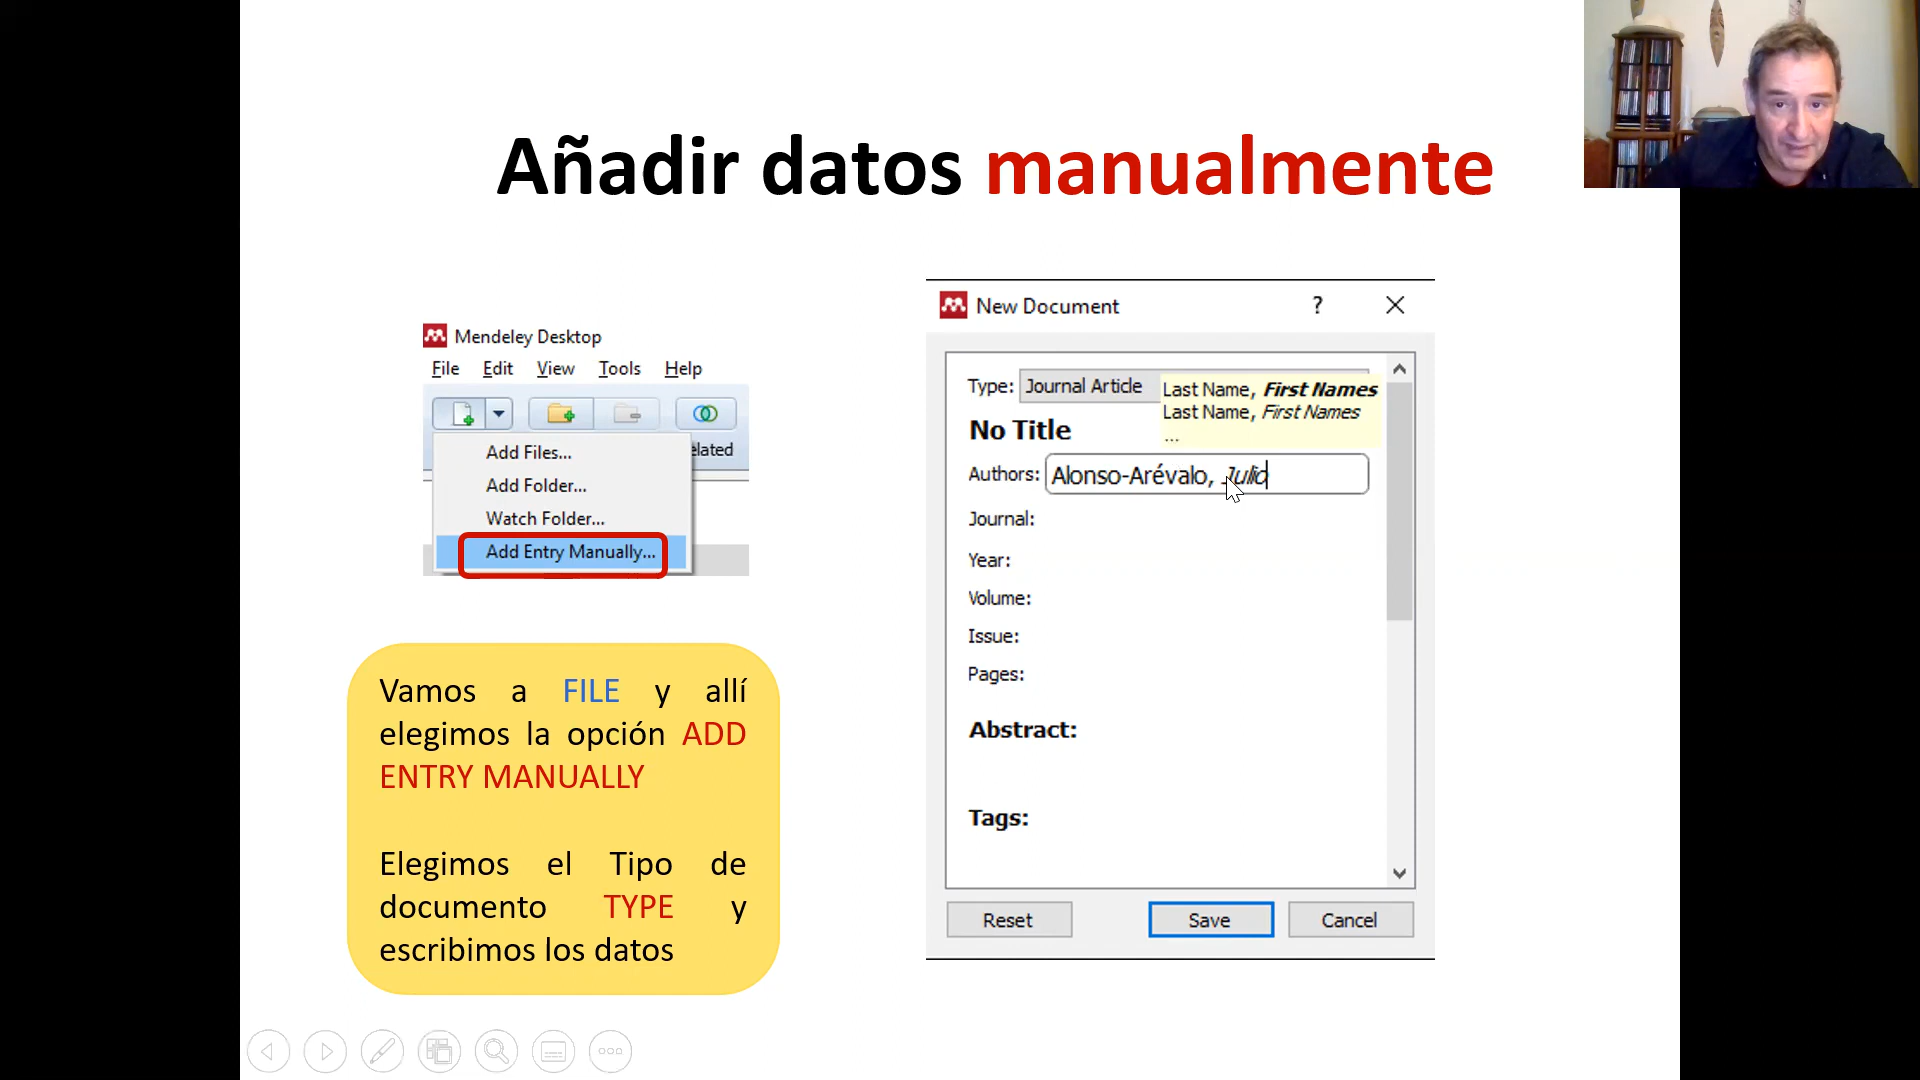 Añadir datos manualmente
Mendeley Desktop
File Edit View Tools Help
elated
Add Files...
Add Folder...
Watch Folder...
Add Entry Manually...
Vamos a FILE y allí
elegimos la opción ADD
ENTRY MANUALLY
Elegimos el Tipo de
documento TYPE y
escribimos los datos
New Document ?
Type: Journal Article
Last Name, First Names
Last Name, First Names
...
No Title
Authors: Alonso-Arévalo, Julio
Journal:
Year:
Volume:
Issue:
Pages:
Abstract:
Tags:
Reset Save Cancel